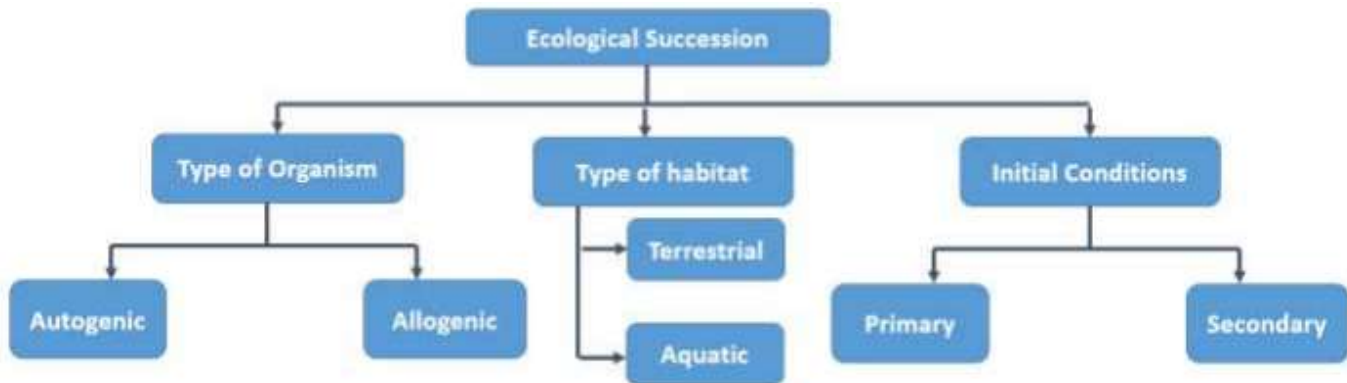 Ecological Succession
Type of Organism
Type of habitat
Initial Conditions
Terrestrial
Autogenic
Allogenic
Aquatic
Primary
Secondary